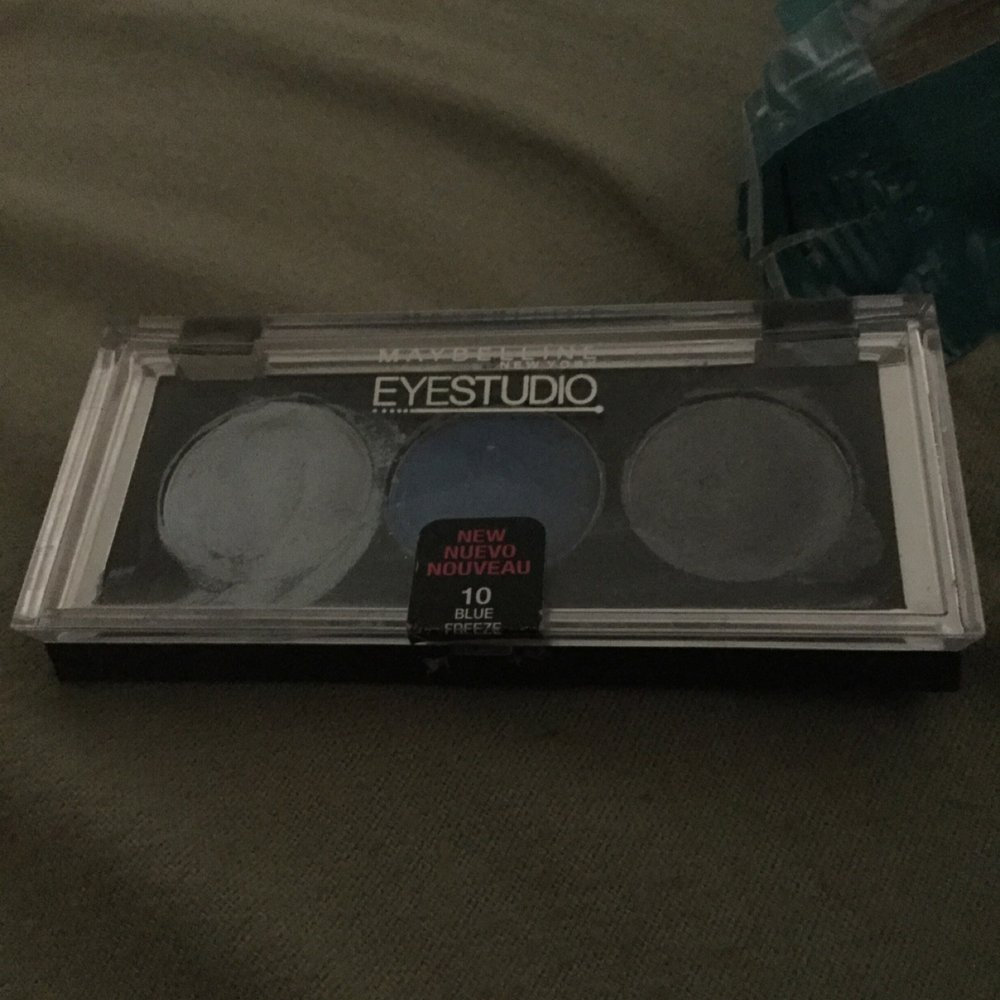 MAYBELLINE
NEW YORK
EYESTUDIO
NEW
NUEVO
NOUVEAU
10
BLUE
FREEZE